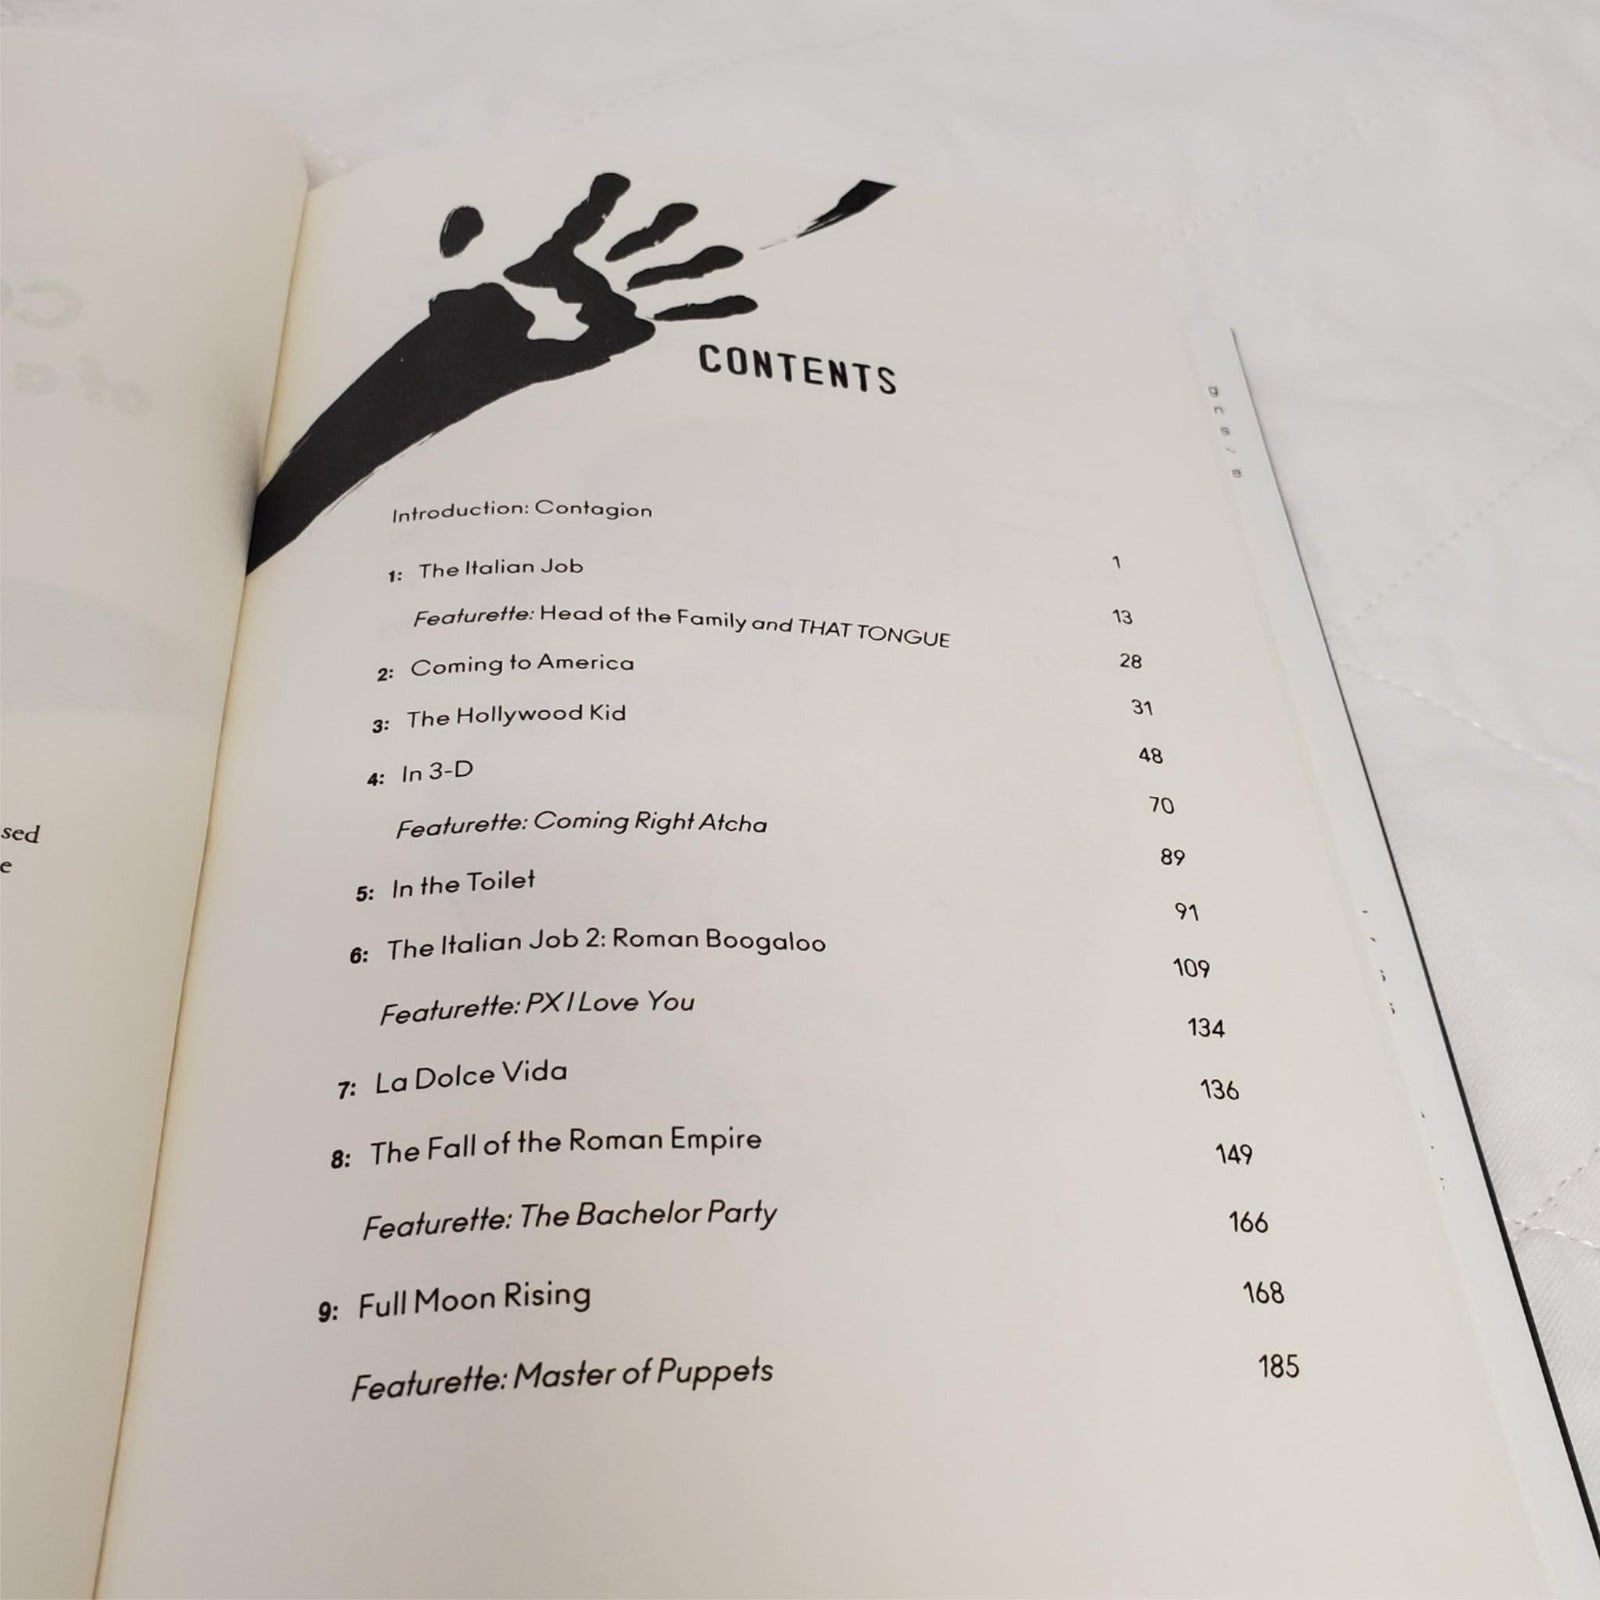 sed
e
CONTENTS
Introduction: Contagion 1
1: The Italian Job 13
Featurette: Head of the Family and THAT TONGUE 28
2: Coming to America 31
3: The Hollywood Kid 48
4: In 3-D 70
Featurette: Coming Right Atcha 89
5: In the Toilet 91
6: The Italian Job 2: Roman Boogaloo 109
Featurette: PX I Love You 134
7: La Dolce Vida 136
8: The Fall of the Roman Empire 149
Featurette: The Bachelor Party 166
9: Full Moon Rising 168
Featurette: Master of Puppets 185